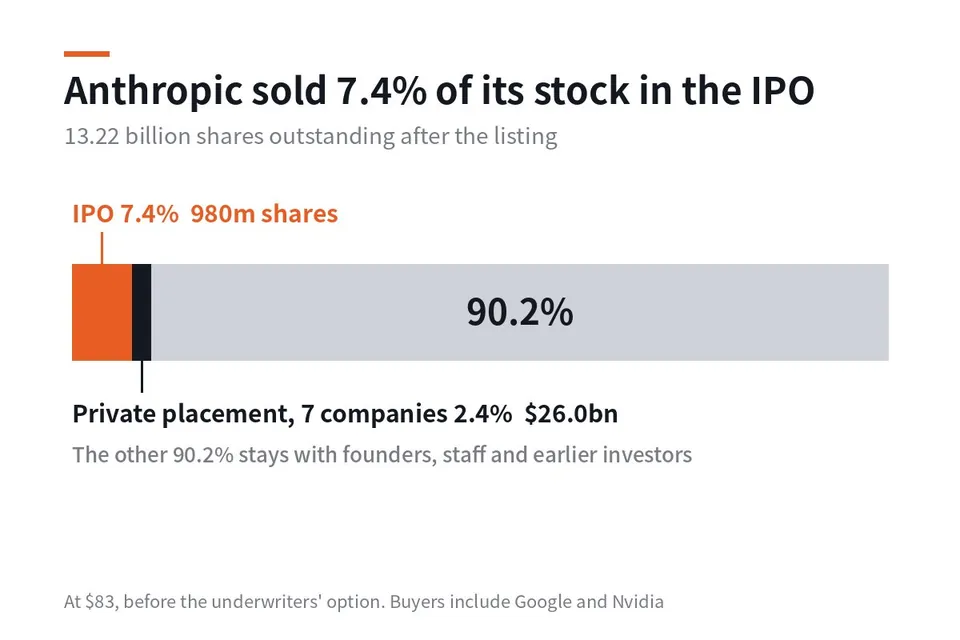 Anthropic sold 7.4% of its stock in the IPO
13.22 billion shares outstanding after the listing
IPO 7.4% 980m shares
90.2%
Private placement, 7 companies 2.4% $26.0bn
The other 90.2% stays with founders, staff and earlier investors
At $83, before the underwriters' option. Buyers include Google and Nvidia